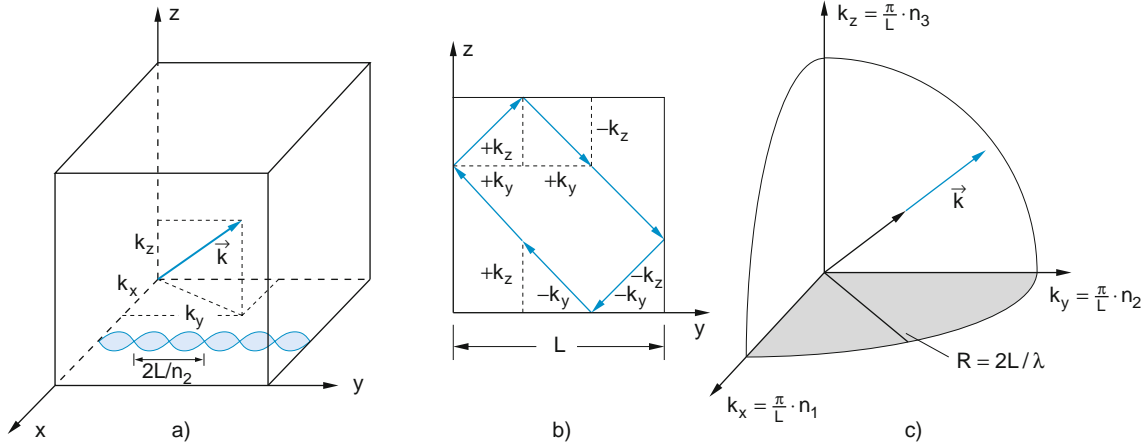 z
k_z
k⃗
k_x
k_y
2L/n_2
y
x
a)
z
+k_z
−k_z
+k_y
+k_y
+k_z
−k_y
−k_z
−k_y
y
L
b)
k_z = π/L · n_3
k⃗
k_y = π/L · n_2
R = 2L / λ
k_x = π/L · n_1
c)